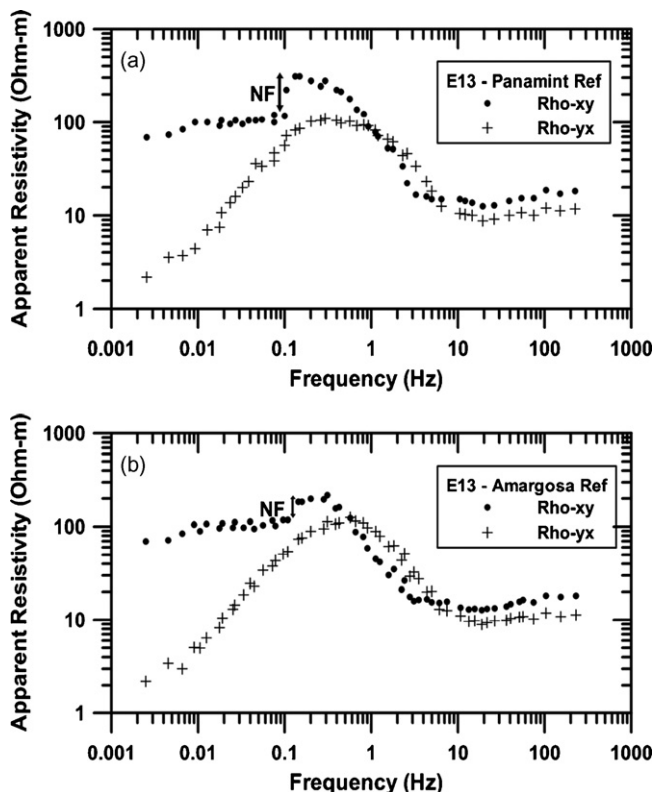 (a)
Apparent Resistivity (Ohm-m)
1000
100
10
1
NF
E13 - Panamint Ref
Rho-xy
Rho-yx
0.001 0.01 0.1 1 10 100 1000
Frequency (Hz)
(b)
Apparent Resistivity (Ohm-m)
1000
100
10
1
NF
E13 - Amargosa Ref
Rho-xy
Rho-yx
0.001 0.01 0.1 1 10 100 1000
Frequency (Hz)